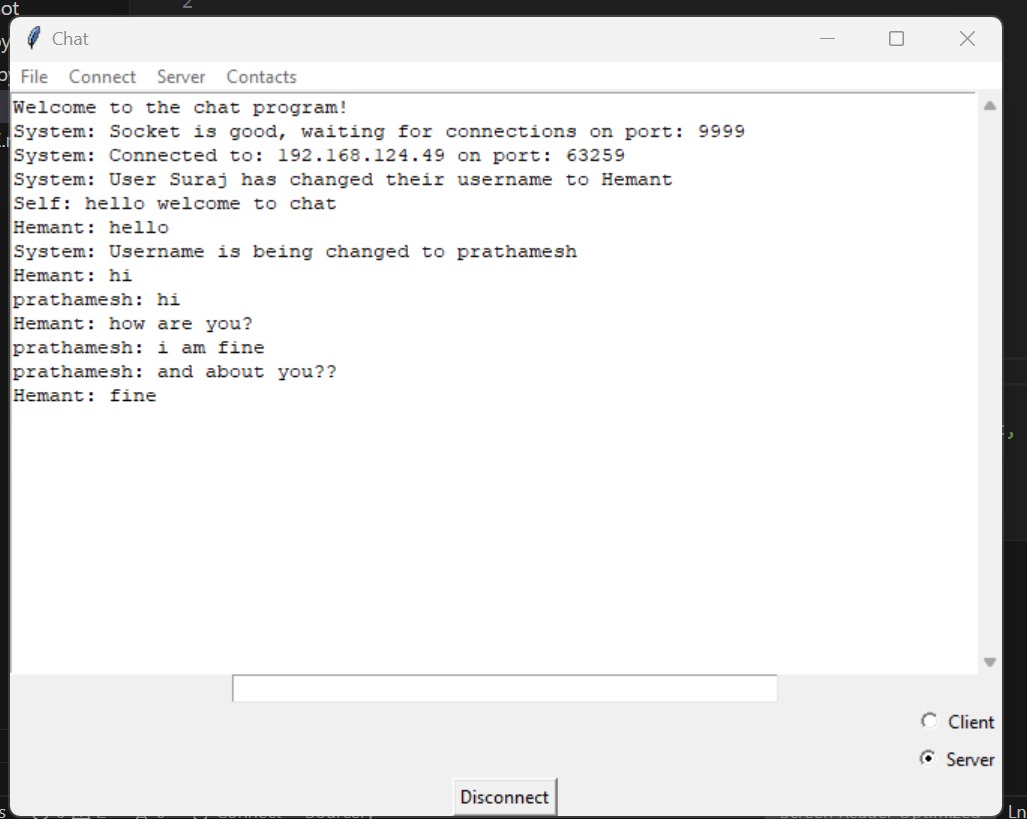 2
Chat
File Connect Server Contacts
Welcome to the chat program!
System: Socket is good, waiting for connections on port: 9999
System: Connected to: 192.168.124.49 on port: 63259
System: User Suraj has changed their username to Hemant
Self: hello welcome to chat
Hemant: hello
System: Username is being changed to prathamesh
Hemant: hi
prathamesh: hi
Hemant: how are you?
prathamesh: i am fine
prathamesh: and about you??
Hemant: fine
Client
Server
Disconnect
Ln